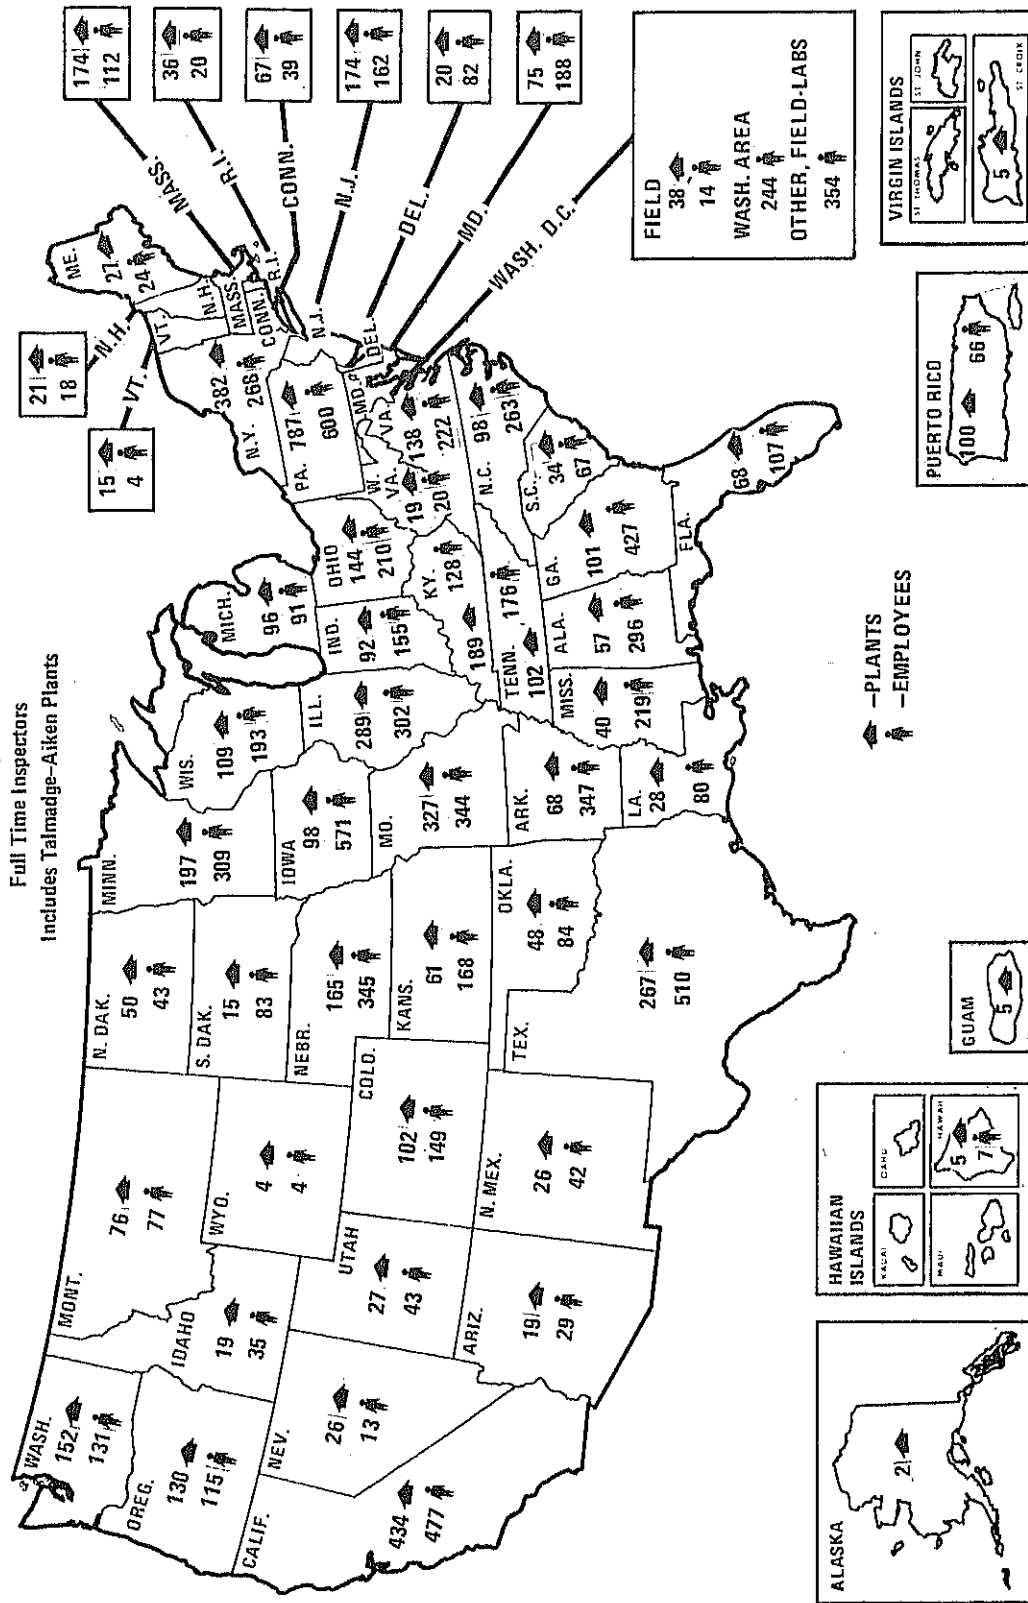 Full Time Inspectors
Includes Talmadge-Aiken Plants
WASH.
152
131
OREG.
130
115
CALIF.
434
477
NEV.
26
13
IDAHO
19
35
MONT.
76
77
WYO.
4
4
UTAH
27
43
ARIZ.
19
29
COLO.
102
149
N. MEX.
26
42
N. DAK.
50
43
S. DAK.
15
83
NEBR.
165
345
KANS.
61
168
OKLA.
48
84
TEX.
267
510
MINN.
197
309
IOWA
98
571
MO.
327
344
ARK.
68
347
LA.
28
80
WIS.
109
193
ILL.
289
302
MICH.
96
91
IND.
92
155
OHIO
144
210
KY.
189
128
TENN.
102
176
MISS.
40
219
ALA.
57
296
GA.
101
427
FLA.
68
107
S.C.
34
67
N.C.
98
263
VA.
138
222
W. VA.
19
20
MD.
DEL.
PA.
787
600
N.Y.
382
268
N.J.
CONN.
R.I.
MASS.
N.H.
VT.
ME.
27
24
N.H.
21
18
VT.
15
4
MASS.
174
112
R.I.
36
20
CONN.
67
39
N.J.
174
162
DEL.
20
82
MD.
75
188
WASH. D.C.
FIELD
38
14
WASH. AREA
244
OTHER, FIELD-LABS
354
-PLANTS
-EMPLOYEES
ALASKA
2
HAWAIIAN
ISLANDS
KAUAI
OAHU
MAUI
HAWAII
5
7
GUAM
5
PUERTO RICO
100
66
VIRGIN ISLANDS
ST THOMAS
ST JOHN
ST CROIX
5